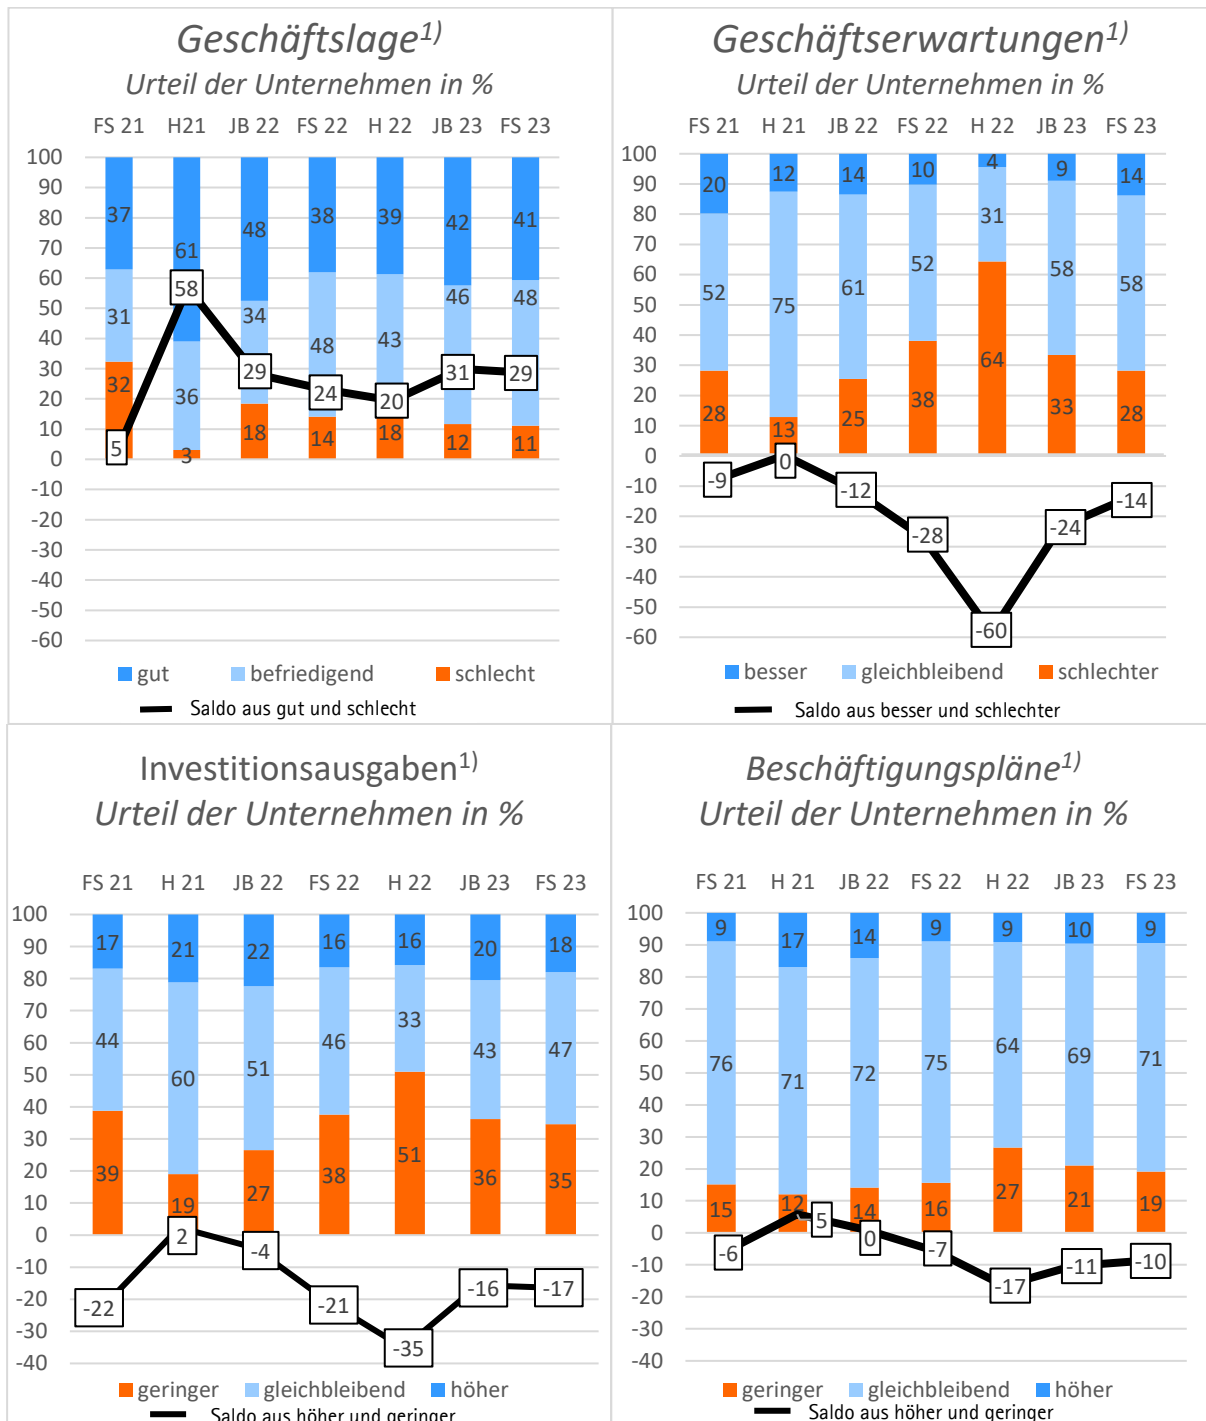 Geschäftslage1)
Urteil der Unternehmen in %
FS 21 H21 JB 22 FS 22 H 22 JB 23 FS 23
100
90
80
70
60
50
40
30
20
10
0
-10
-20
-30
-40
-50
-60
37 61 48 38 39 42 41
31 36 34 48 43 46 48
32 3 18 14 18 12 11
5 58 29 24 20 31 29
gut befriedigend schlecht
Saldo aus gut und schlecht
Geschäftserwartungen1)
Urteil der Unternehmen in %
FS 21 H 21 JB 22 FS 22 H 22 JB 23 FS 23
100
90
80
70
60
50
40
30
20
10
0
-10
-20
-30
-40
-50
-60
20 12 14 10 4 9 14
52 75 61 52 31 58 58
28 13 25 38 64 33 28
-9 0 -12 -28 -60 -24 -14
besser gleichbleibend schlechter
Saldo aus besser und schlechter
Investitionsausgaben1)
Urteil der Unternehmen in %
FS 21 H 21 JB 22 FS 22 H 22 JB 23 FS 23
100
90
80
70
60
50
40
30
20
10
0
-10
-20
-30
-40
17 21 22 16 16 20 18
44 60 51 46 33 43 47
39 19 27 38 51 36 35
-22 2 -4 -21 -35 -16 -17
geringer gleichbleibend höher
Saldo aus höher und geringer
Beschäftigungspläne1)
Urteil der Unternehmen in %
FS 21 H 21 JB 22 FS 22 H 22 JB 23 FS 23
100
90
80
70
60
50
40
30
20
10
0
-10
-20
-30
-40
9 17 14 9 9 10 9
76 71 72 75 64 69 71
15 12 14 16 27 21 19
-6 5 0 -7 -17 -11 -10
geringer gleichbleibend höher
Saldo aus höher und geringer